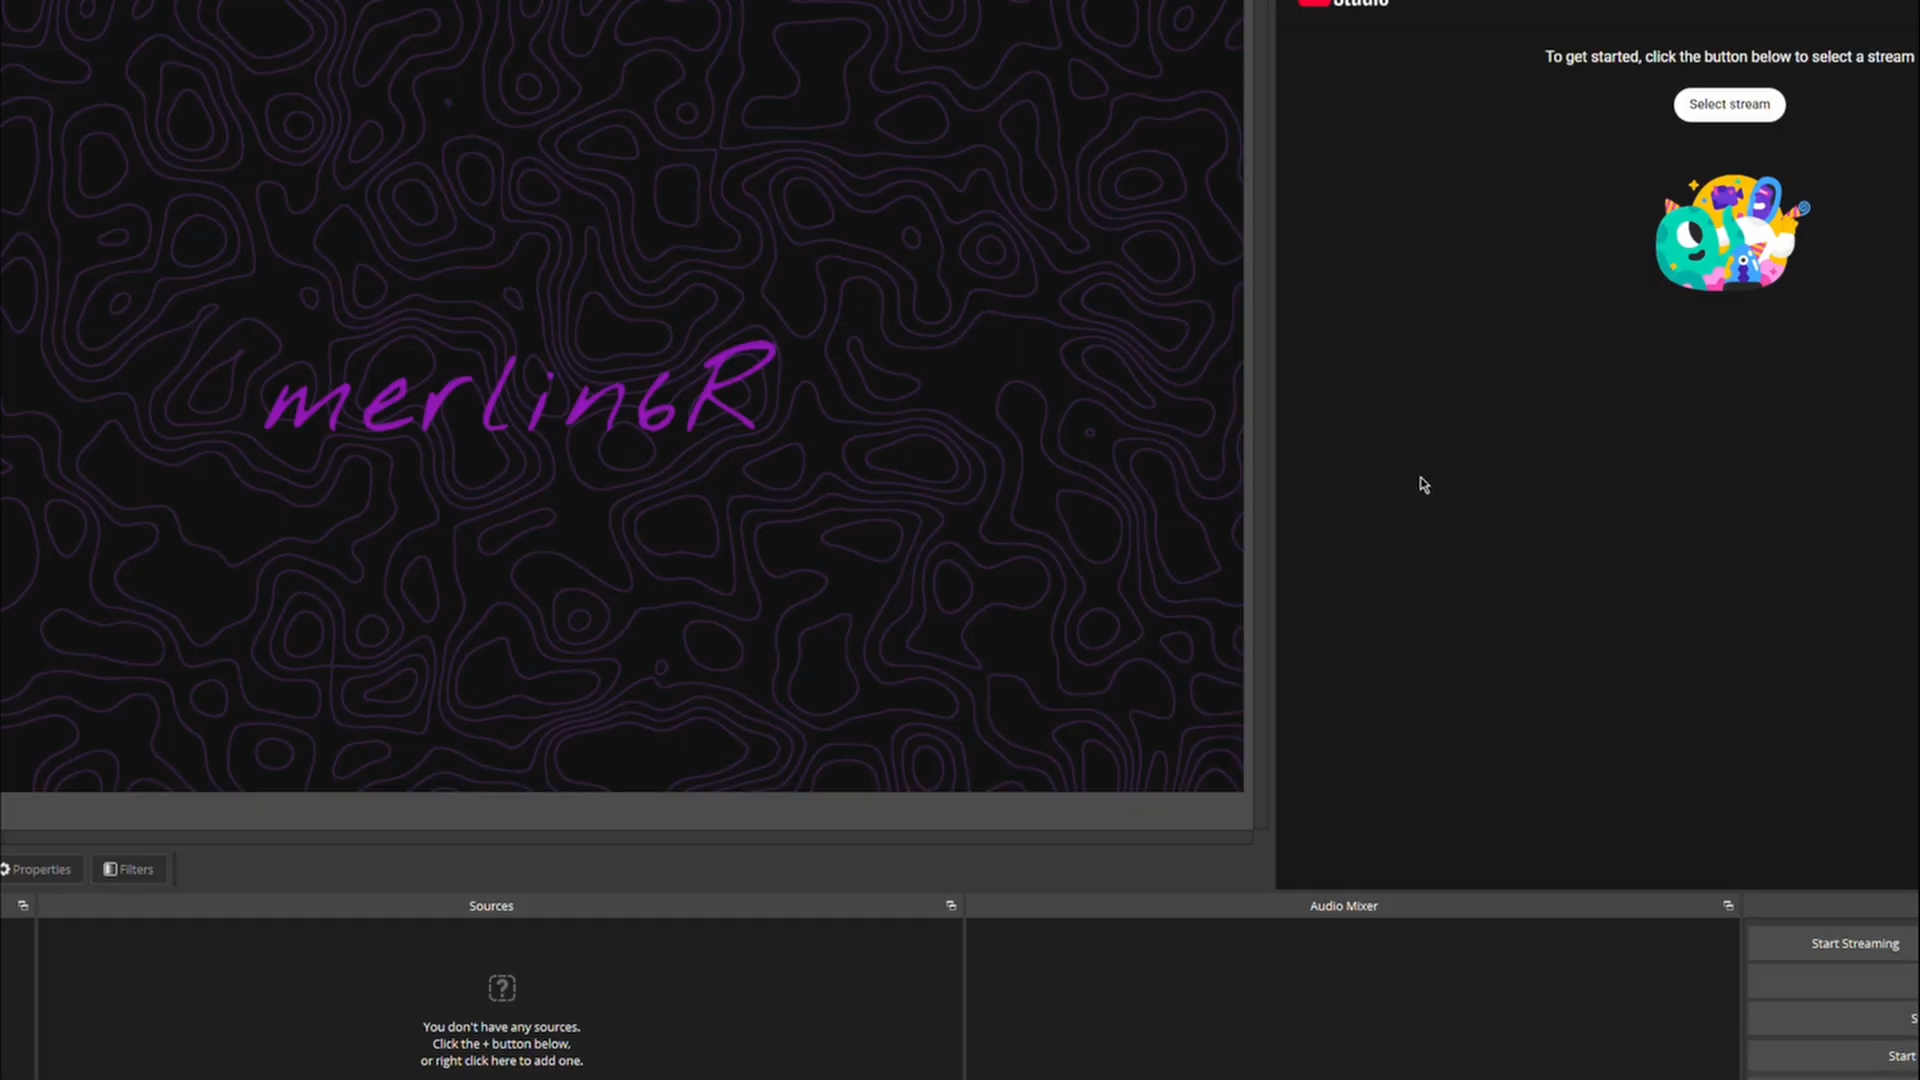 Studio
To get started, click the button below to select a stream
Select stream
merlin6R
Properties
Filters
Sources
Audio Mixer
Start Streaming
You don't have any sources.
Click the + button below,
or right click here to add one.
S
Start